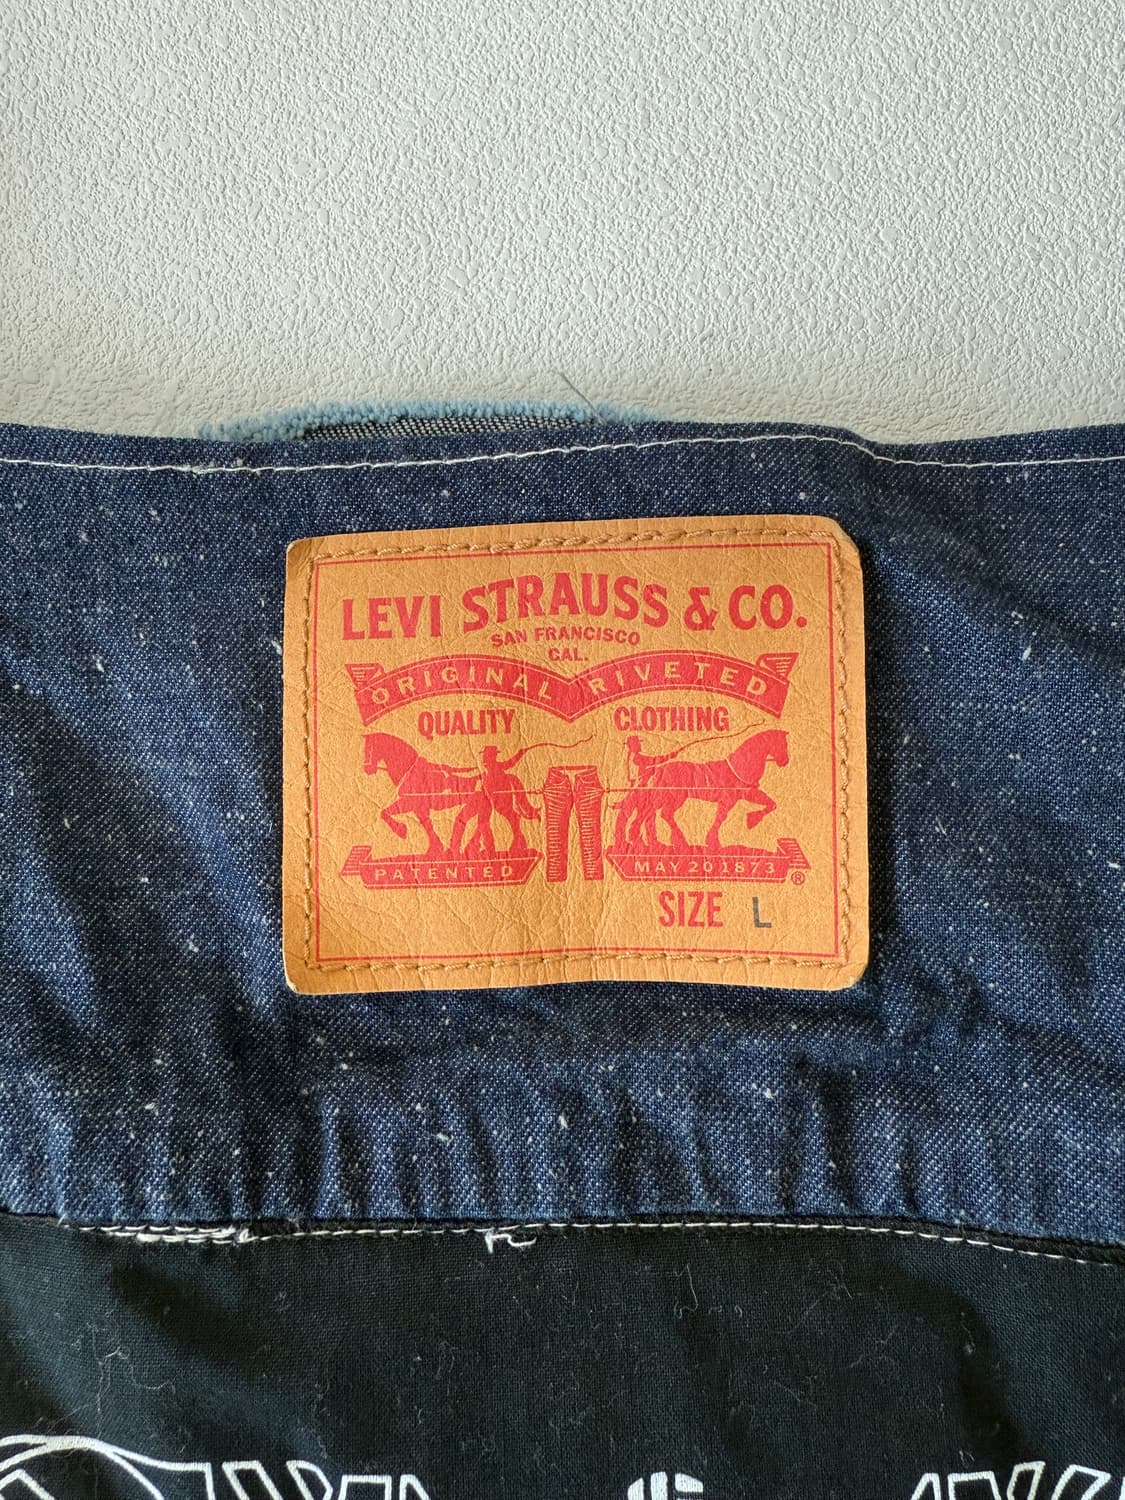 LEVI STRAUSS & CO.
SAN FRANCISCO
CAL.
ORIGINAL RIVETED
QUALITY CLOTHING
PATENTED MAY 20 1873 ®
SIZE L